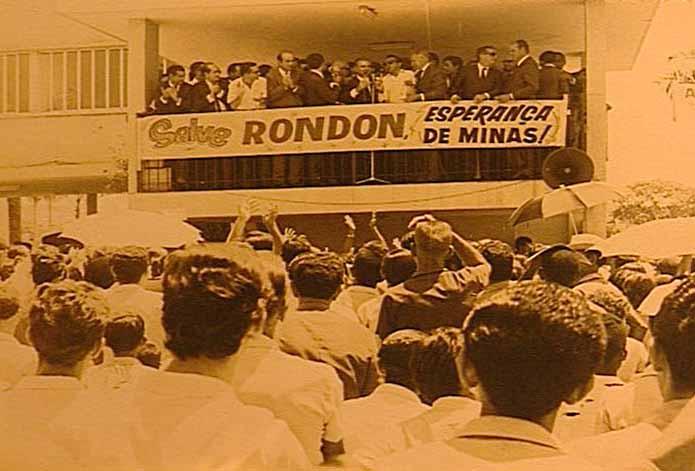 Salve RONDON, ESPERANÇA
DE MINAS!